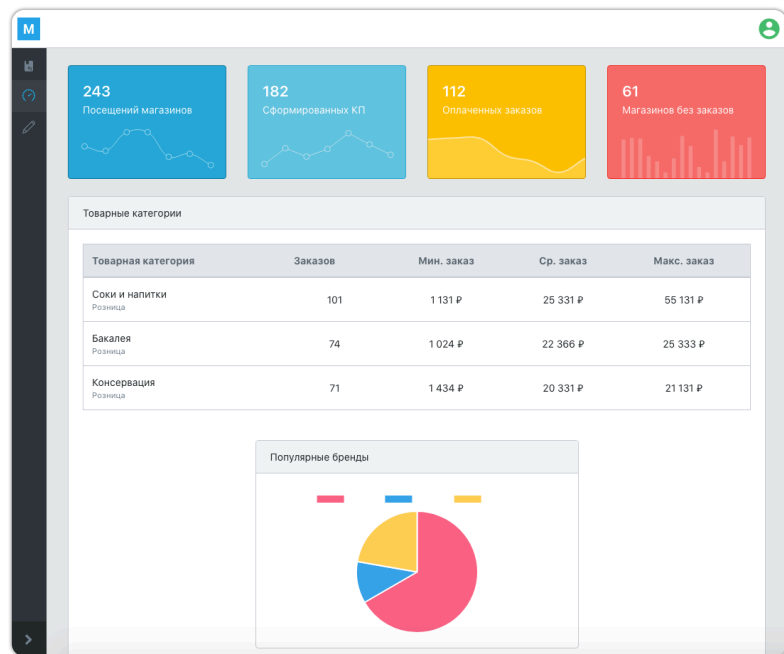 M
243
Посещений магазинов
182
Сформированных КП
112
Оплаченных заказов
61
Магазинов без заказов
Товарные категории
Товарная категория Заказов Мин. заказ Ср. заказ Макс. заказ
Соки и напитки
Розница
101 1 131 ₽ 25 331 ₽ 55 131 ₽
Бакалея
Розница
74 1 024 ₽ 22 366 ₽ 25 333 ₽
Консервация
Розница
71 1 434 ₽ 20 331 ₽ 21 131 ₽
Популярные бренды